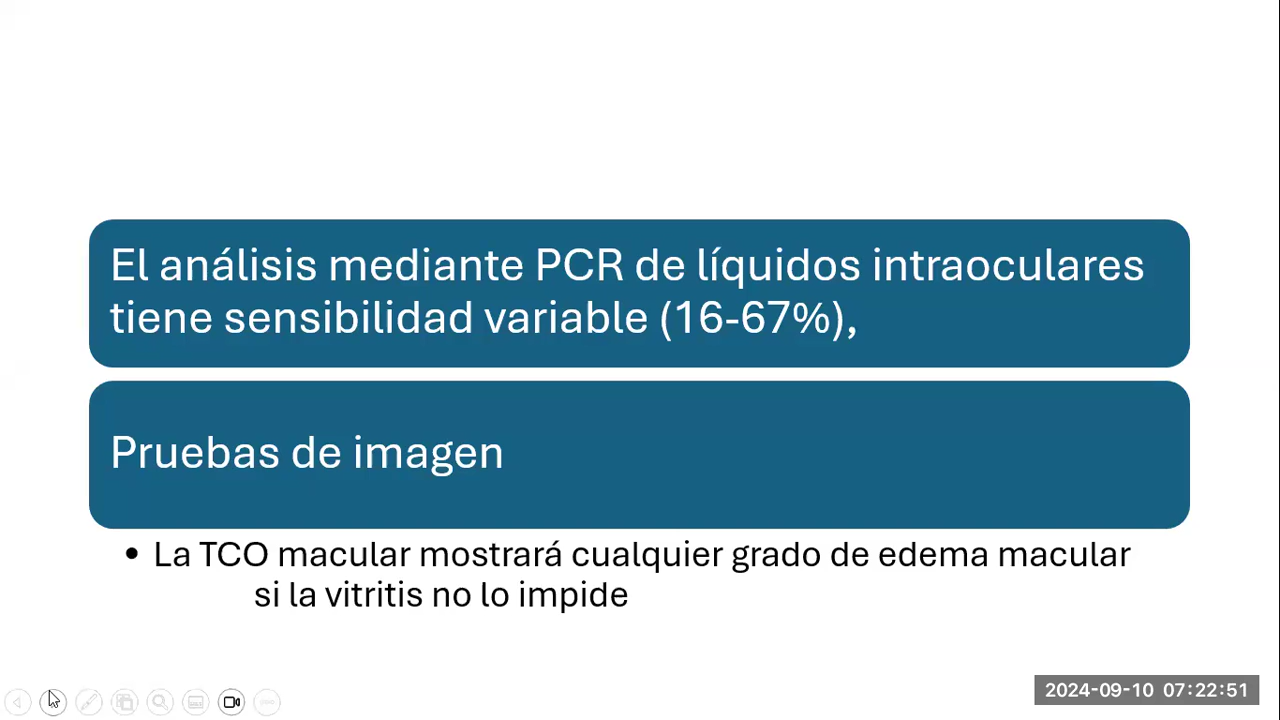 El análisis mediante PCR de líquidos intraoculares
tiene sensibilidad variable (16-67%),
Pruebas de imagen
• La TCO macular mostrará cualquier grado de edema macular
si la vitritis no lo impide
2024-09-10 07:22:51